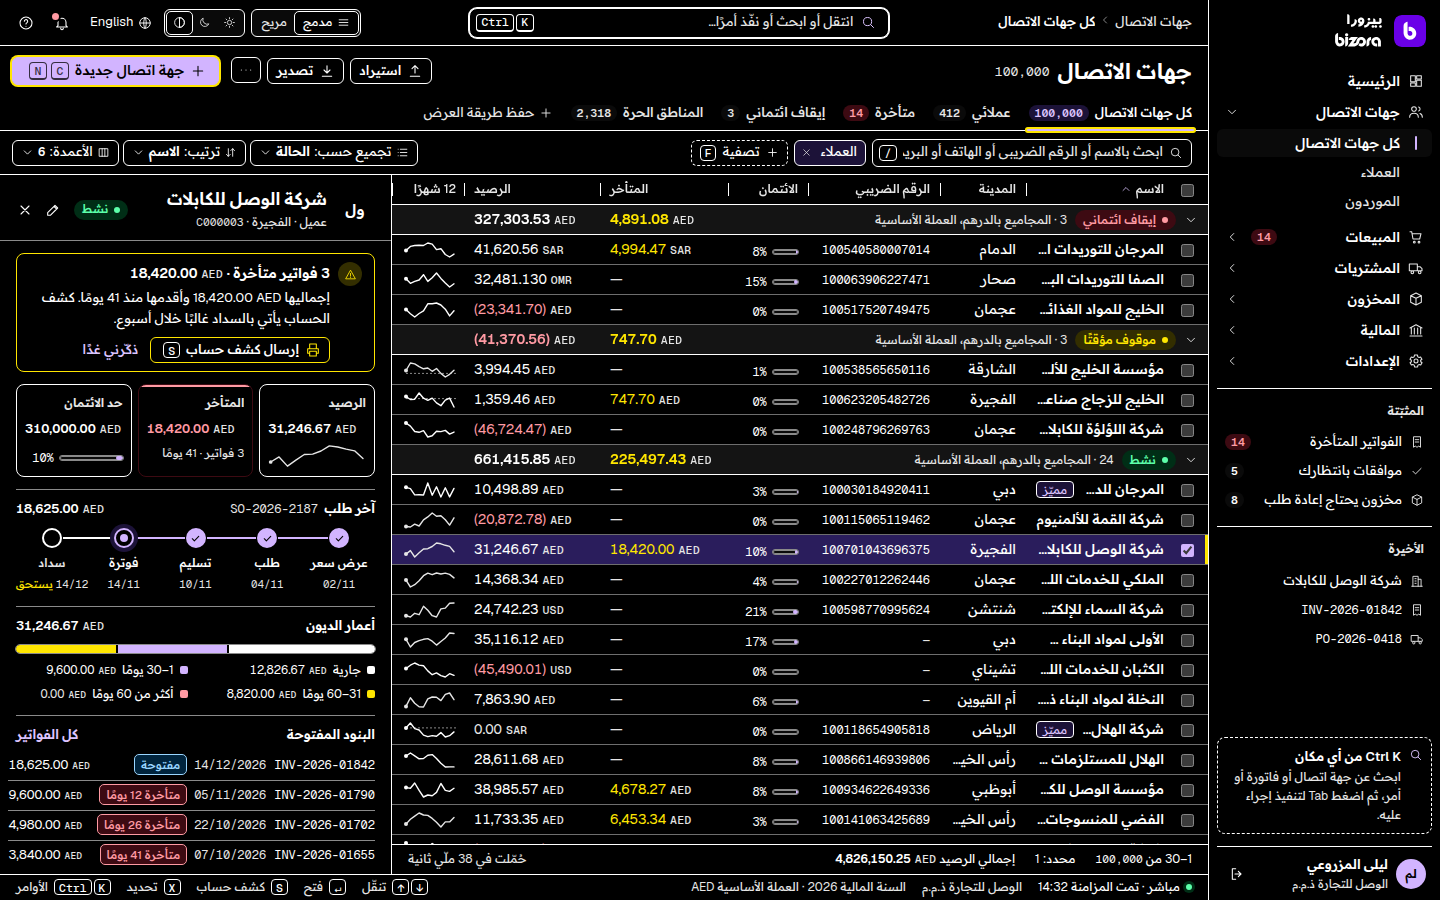 بيزورا
bizora
الرئيسية
جهات الاتصال
كل جهات الاتصال
العملاء
الموردون
المبيعات 14
المشتريات
المخزون
المالية
الإعدادات
المثبتة
الفواتير المتأخرة 14
موافقات بانتظارك 5
مخزون يحتاج إعادة طلب 8
الأخيرة
شركة الوصل للكابلات
INV-2026-01842
PO-2026-0418
Ctrl K من أي مكان
ابحث عن جهة اتصال أو فاتورة أو
أمر، ثم اضغط Tab لتنفيذ إجراء
عليه.
لم ليلى المزروعي
الوصل للتجارة ذ.م.م
جهات الاتصال › كل جهات الاتصال
انتقل أو ابحث أو نفّذ أمرًا... Ctrl K
مدمج مريح
English
جهات الاتصال 100,000
استيراد
تصدير
...
جهة اتصال جديدة C N
كل جهات الاتصال 100,000
عملائي 412
متأخرة 14
إيقاف ائتماني 3
المناطق الحرة 2,318
حفظ طريقة العرض
ابحث بالاسم أو الرقم الضريبي أو الهاتف أو البريد /
العملاء ×
تصفية F
تجميع حسب: الحالة
ترتيب: الاسم
الأعمدة: 6
الاسم المدينة الرقم الضريبي الائتمان المتأخر الرصيد 12 شهرًا
إيقاف ائتماني 3 · المجاميع بالدرهم، العملة الأساسية 4,891.08 AED 327,303.53 AED
المرجان للتوريدات ا... الدمام 100540580007014 8% 4,994.47 SAR 41,620.56 SAR
الصفا للتوريدات الب... صحار 100063906227471 15% — 32,481.130 OMR
الخليج للمواد الغذائ... عجمان 100517520749475 0% — (23,341.70) AED
موقوف مؤقتًا 3 · المجاميع بالدرهم، العملة الأساسية 747.70 AED (41,370.56) AED
مؤسسة الخليج للأل... الشارقة 100538565650116 1% — 3,994.45 AED
الخليج للزجاج صناع... الفجيرة 100623205482726 0% 747.70 AED 1,359.46 AED
شركة اللؤلؤة للكابلا... عجمان 100248796269763 0% — (46,724.47) AED
نشط 24 · المجاميع بالدرهم، العملة الأساسية 225,497.43 AED 661,415.85 AED
المرجان للد... مميّز دبي 100030184920411 3% — 10,498.89 AED
شركة القمة للألمنيوم عجمان 100115065119462 0% — (20,872.78) AED
شركة الوصل للكابلا... الفجيرة 100701043696375 10% 18,420.00 AED 31,246.67 AED
الملكي للخدمات الل... عجمان 100227012262446 4% — 14,368.34 AED
شركة السماء للإلكتر... شنتشن 100598770995624 21% — 24,742.23 USD
الأولى لمواد البناء ... دبي – 17% — 35,116.12 AED
الكثبان للخدمات الل... تشيناي – 0% — (45,490.01) USD
النخلة لمواد البناء ذ... أم القيوين – 6% — 7,863.90 AED
شركة الهلال... مميّز الرياض 100118654905818 0% — 0.00 SAR
الهلال للمستلزمات ... رأس الخي... 100866146939806 8% — 28,611.68 AED
مؤسسة الوصل للك... أبوظبي 100934622649336 8% 4,678.27 AED 38,985.57 AED
الفضي للمنسوجات... رأس الخي... 100141063425689 3% 6,453.34 AED 11,733.35 AED
1–30 من 100,000 محدد: 1 إجمالي الرصيد 4,826,150.25 AED حُمّلت في 38 ملّي ثانية
ول شركة الوصل للكابلات
عميل · الفجيرة · C000003
نشط
3 فواتير متأخرة · 18,420.00 AED
إجماليها 18,420.00 AED وأقدمها منذ 41 يومًا. كشف
الحساب يأتي بالسداد غالبًا خلال أسبوع.
إرسال كشف حساب S ذكّرني غدًا
الرصيد
31,246.67 AED
المتأخر
18,420.00 AED
3 فواتير · 41 يومًا
حد الائتمان
310,000.00 AED
10%
آخر طلب SO-2026-2187 18,625.00 AED
عرض سعر طلب تسليم فوترة سداد
02/11 04/11 10/11 14/11 14/12 يستحق
أعمار الديون 31,246.67 AED
جارية 12,826.67 AED
1–30 يومًا 9,600.00 AED
31–60 يومًا 8,820.00 AED
أكثر من 60 يومًا 0.00 AED
البنود المفتوحة كل الفواتير
INV-2026-01842 14/12/2026 مفتوحة 18,625.00 AED
INV-2026-01790 05/11/2026 متأخرة 12 يومًا 9,600.00 AED
INV-2026-01702 22/10/2026 متأخرة 26 يومًا 4,980.00 AED
INV-2026-01655 07/10/2026 متأخرة 41 يومًا 3,840.00 AED
مباشر · تمت المزامنة 14:32 الوصل للتجارة ذ.م.م السنة المالية 2026 · العملة الأساسية AED
↓ ↑ تنقّل ↵ فتح S كشف حساب X تحديد Ctrl K الأوامر